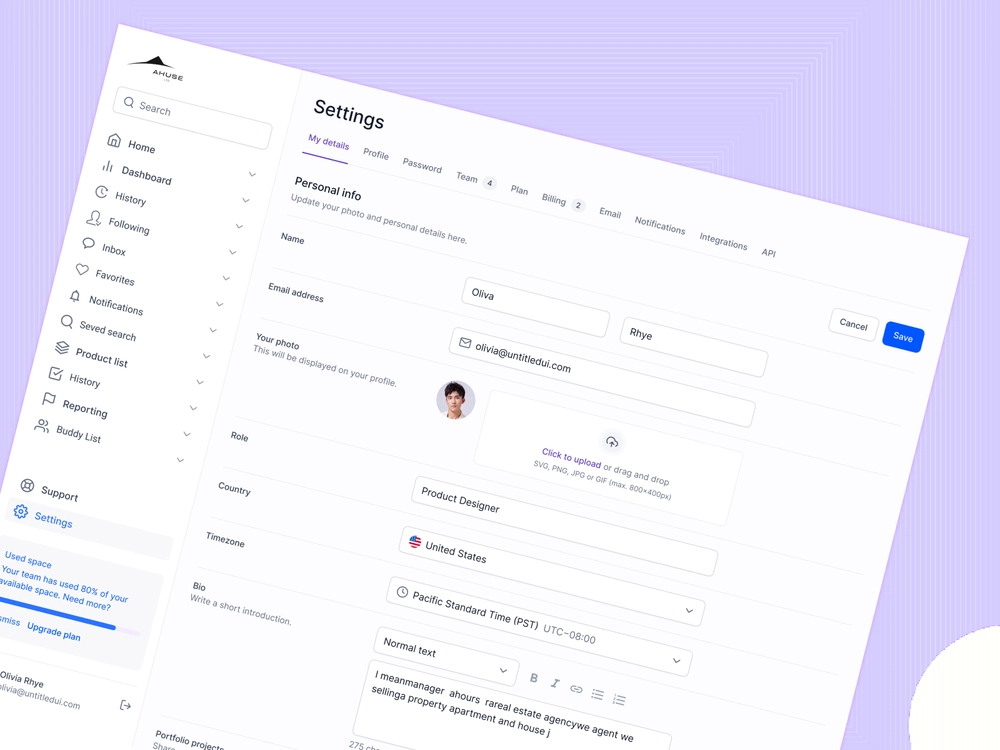 AHUSE
Search
Home
Dashboard
History
Following
Inbox
Favorites
Notifications
Seved search
Product list
History
Reporting
Buddy List
Support
Settings
Used space
Your team has used 80% of your
available space. Need more?
Upgrade plan
Olivia Rhye
olivia@untitledui.com
Settings
My details
Profile
Password
Team 4
Plan
Billing 2
Email
Notifications
Integrations
API
Personal info
Update your photo and personal details here.
Cancel
Save
Name
Oliva
Rhye
Email address
olivia@untitledui.com
Your photo
This will be displayed on your profile.
Click to upload or drag and drop
SVG, PNG, JPG or GIF (max. 800×400px)
Role
Product Designer
Country
United States
Timezone
Pacific Standard Time (PST) UTC−08:00
Bio
Write a short introduction.
Normal text
B I
I meanmanager ahours rareal estate agencywe agent we
sellinga property apartment and house j
275
Portfolio projects